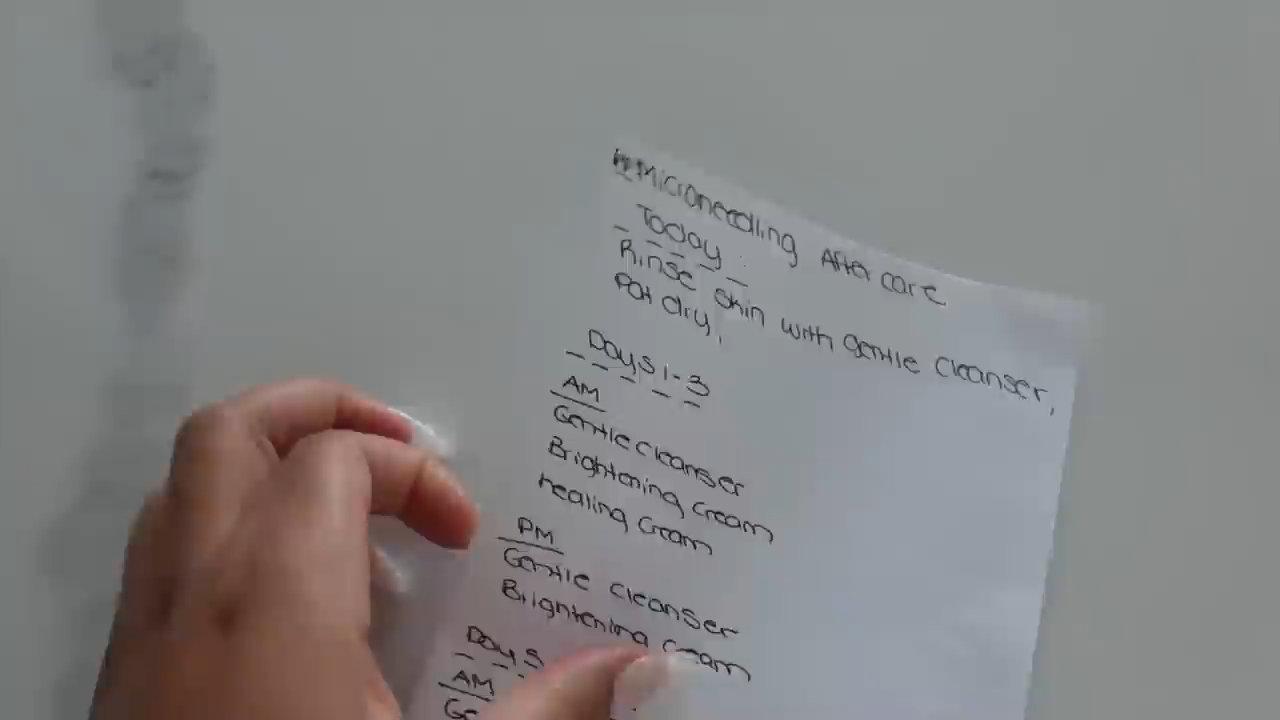 Microneedling After care
Today
Rinse skin with gentle cleanser,
Pat dry,
Days 1-3
AM
Gentle cleanser
Brightening cream
healing cream
PM
Gentle cleanser
Brightening cream
Days
AM